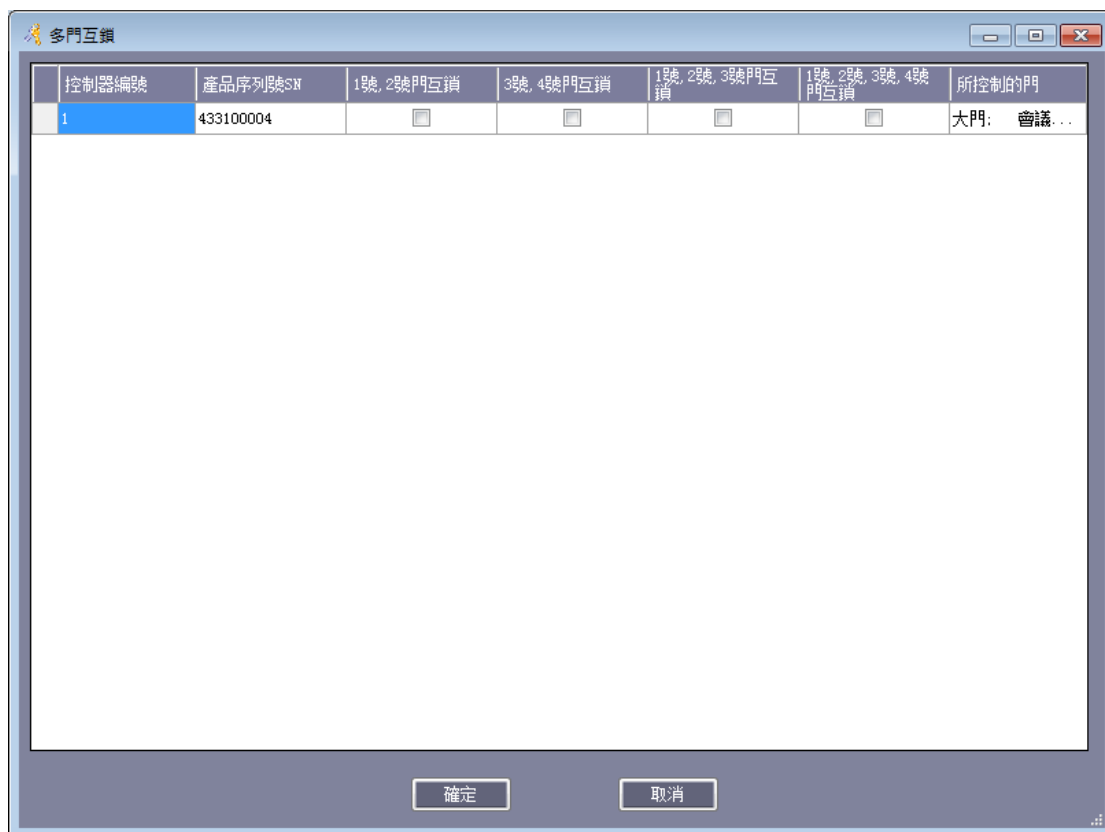 多門互鎖
控制器編號 產品序列號SN 1號,2號門互鎖 3號,4號門互鎖 1號,2號,3號門互鎖 1號,2號,3號,4號門互鎖 所控制的門
1 433100004 大門; 會議...
確定 取消